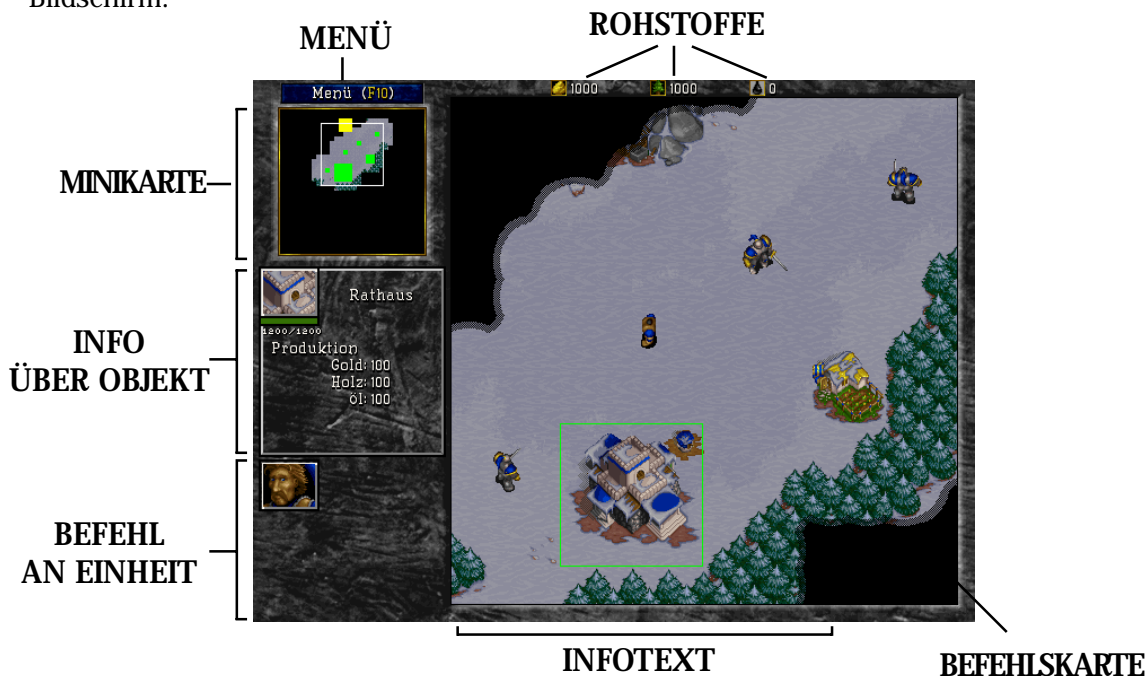 Bildschirm.
MENÜ
ROHSTOFFE
Menü (F10)
1000
1000
0
MINIKARTE
INFO
ÜBER OBJEKT
Rathaus
1200/1200
Produktion
Gold: 100
Holz: 100
öl: 100
BEFEHL
AN EINHEIT
INFOTEXT
BEFEHLSKARTE